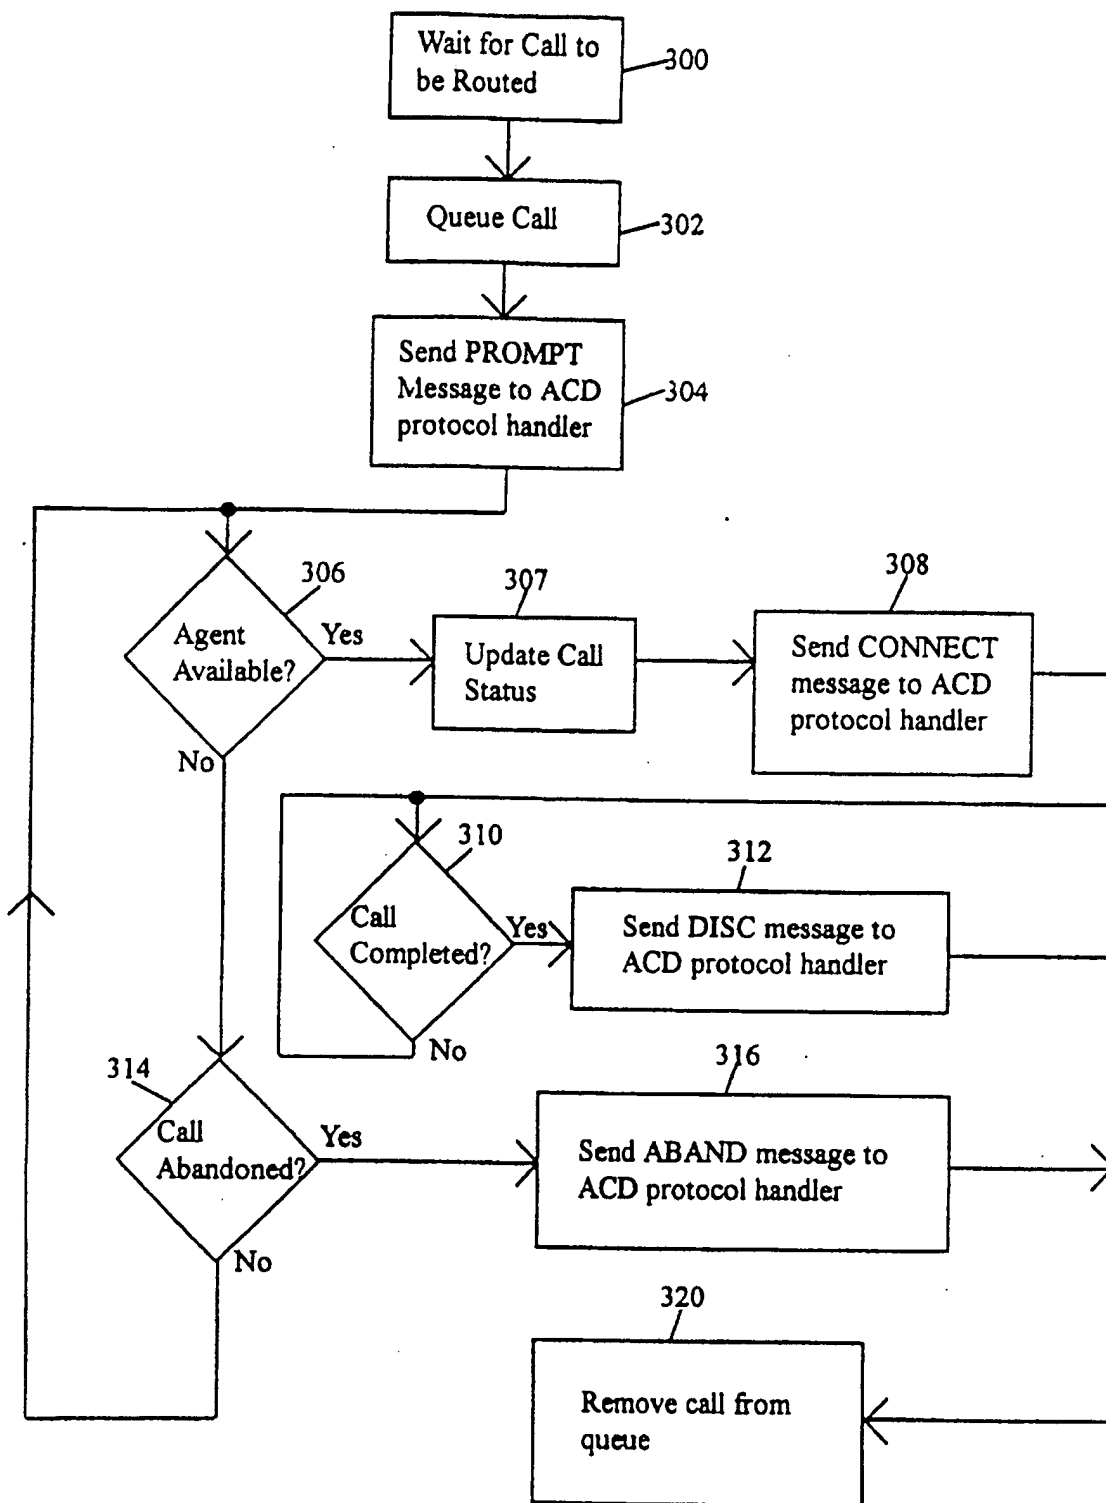 Wait for Call to
be Routed
300
Queue Call
302
Send PROMPT
Message to ACD
protocol handler
304
306
307
308
Agent
Available?
Yes
Update Call
Status
Send CONNECT
message to ACD
protocol handler
No
310
312
Call
Completed?
Yes
Send DISC message to
ACD protocol handler
No
314
316
Call
Abandoned?
Yes
Send ABAND message to
ACD protocol handler
No
320
Remove call from
queue